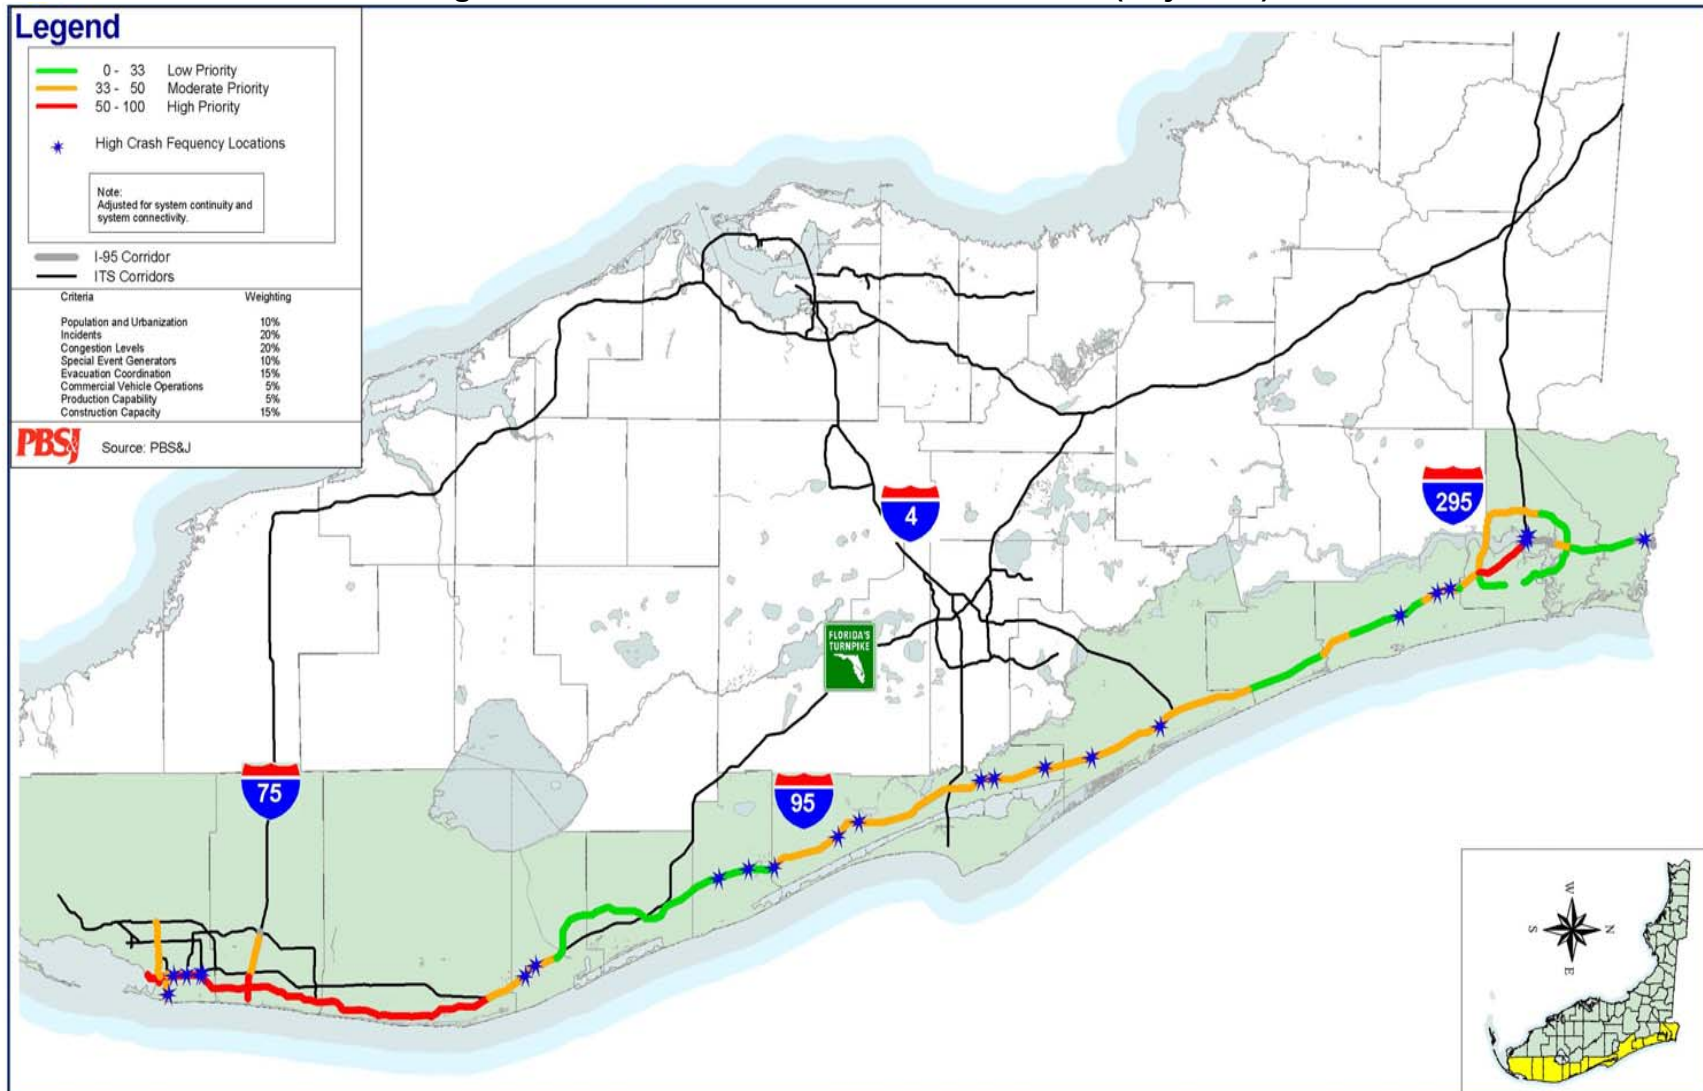 Legend
0 - 33 Low Priority
33 - 50 Moderate Priority
50 - 100 High Priority
High Crash Fequency Locations
Note:
Adjusted for system continuity and
system connectivity.
I-95 Corridor
ITS Corridors
Criteria Weighting
Population and Urbanization 10%
Incidents 20%
Congestion Levels 20%
Special Event Generators 10%
Evacuation Coordination 15%
Commercial Vehicle Operations 5%
Production Capability 5%
Construction Capacity 15%
PBSJ Source: PBS&J
295
4
FLORIDA'S
TURNPIKE
75
95
W
S N
E